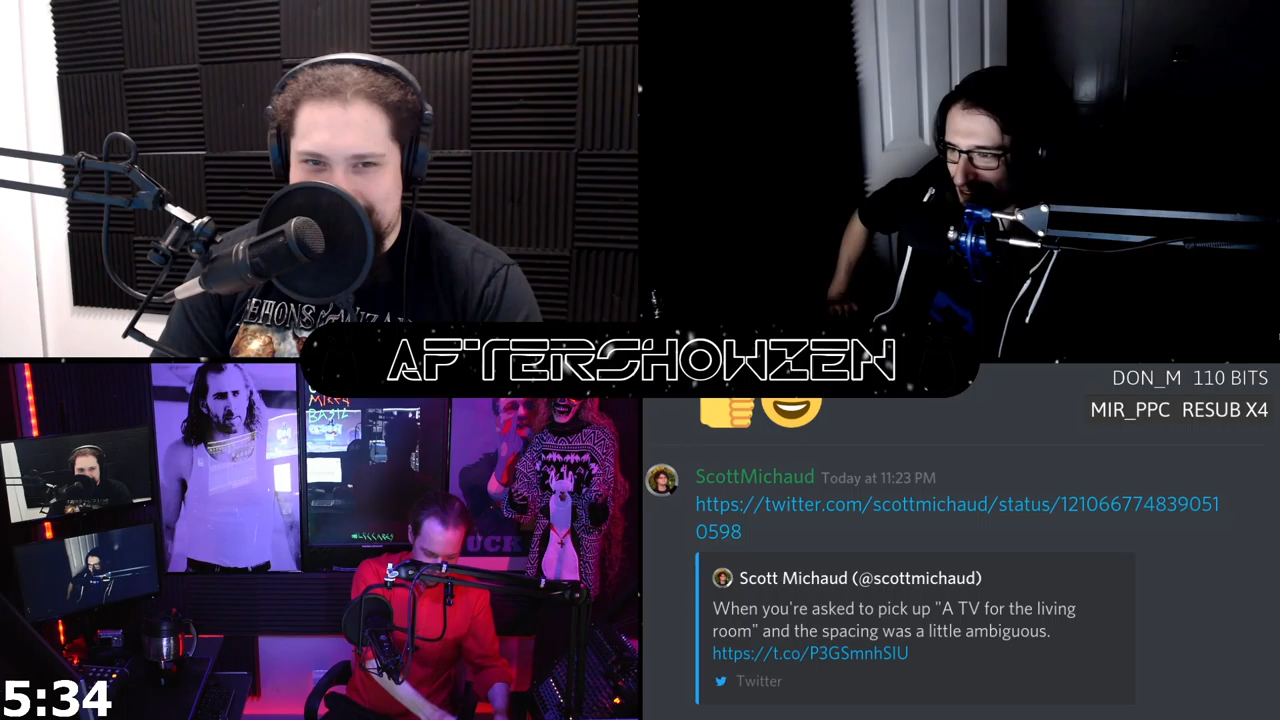 AFTERSHOWZEN
DON_M 110 BITS
MIR_PPC RESUB X4
ScottMichaud Today at 11:23 PM
https://twitter.com/scottmichaud/status/121066774839051
0598
Scott Michaud (@scottmichaud)
When you're asked to pick up "A TV for the living
room" and the spacing was a little ambiguous.
https://t.co/P3GSmnhSIU
Twitter
BASIL
UCK
5:34